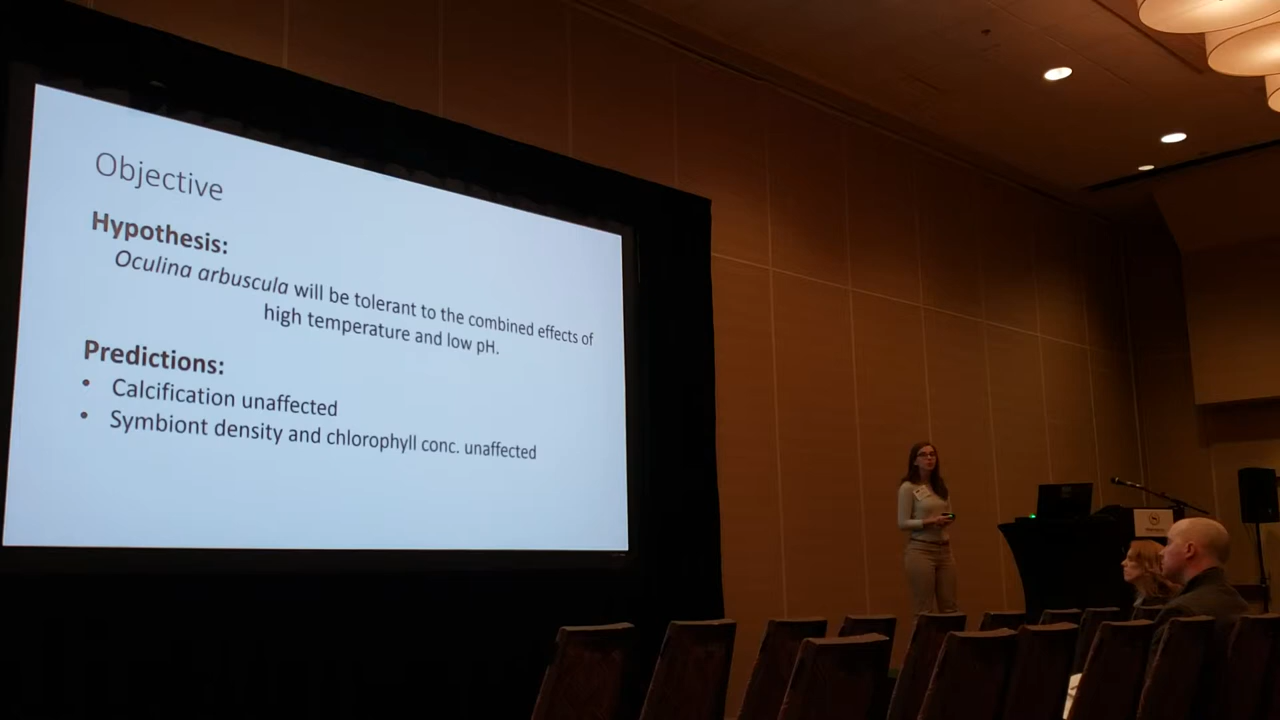 Objective
Hypothesis:
Oculina arbuscula will be tolerant to the combined effects of
high temperature and low pH.
Predictions:
• Calcification unaffected
• Symbiont density and chlorophyll conc. unaffected